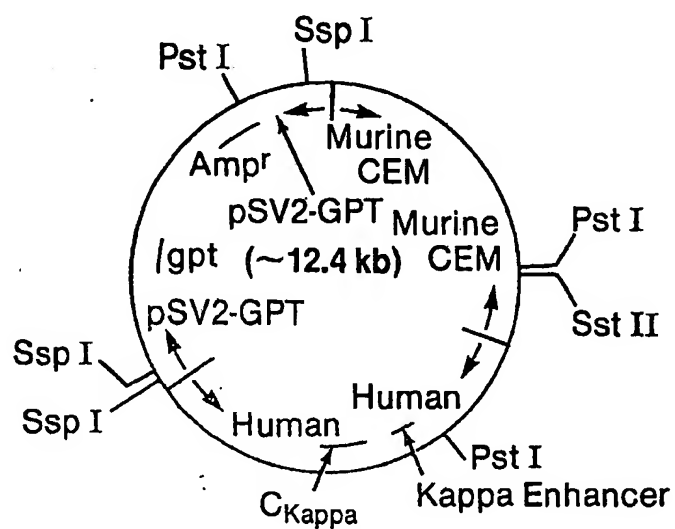 Ssp I
Pst I
Murine
CEM
Ampr
pSV2-GPT
Murine
CEM
Pst I
gpt (~12.4 kb)
pSV2-GPT
Sst II
Ssp I
Ssp I
Human
Human
Pst I
Kappa Enhancer
CKappa